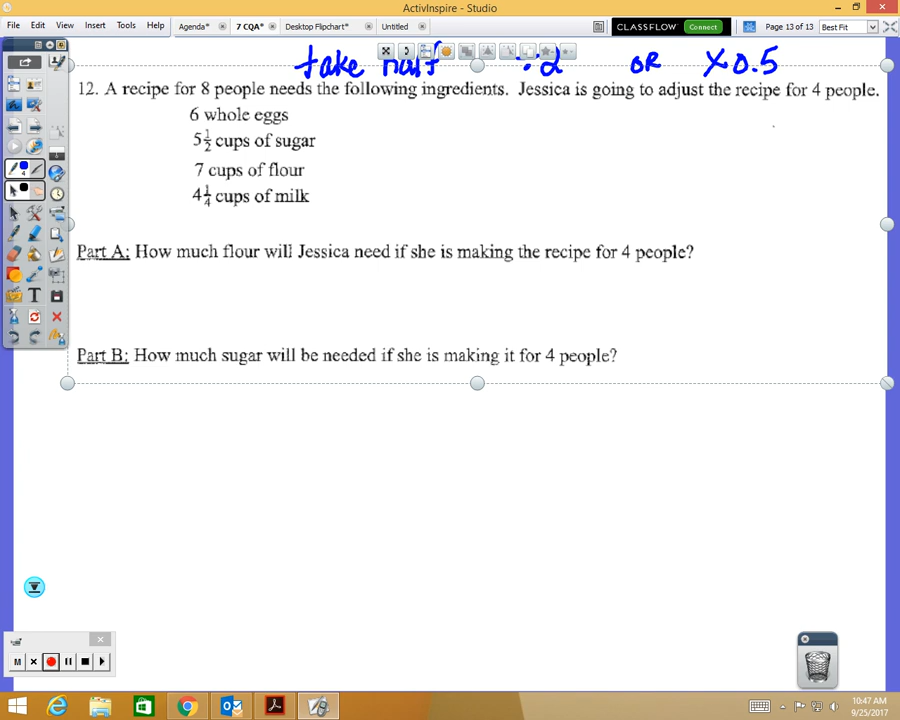 ActivInspire - Studio
File Edit View Insert Tools Help Agenda* 7 CQA* Desktop Flipchart* Untitled CLASSFLOW Connect Page 13 of 13 Best Fit
take half ÷2 OR × 0.5
12. A recipe for 8 people needs the following ingredients. Jessica is going to adjust the recipe for 4 people.
6 whole eggs
5 1/2 cups of sugar
7 cups of flour
4 1/4 cups of milk
Part A: How much flour will Jessica need if she is making the recipe for 4 people?
Part B: How much sugar will be needed if she is making it for 4 people?
M
10:47 AM
9/25/2017